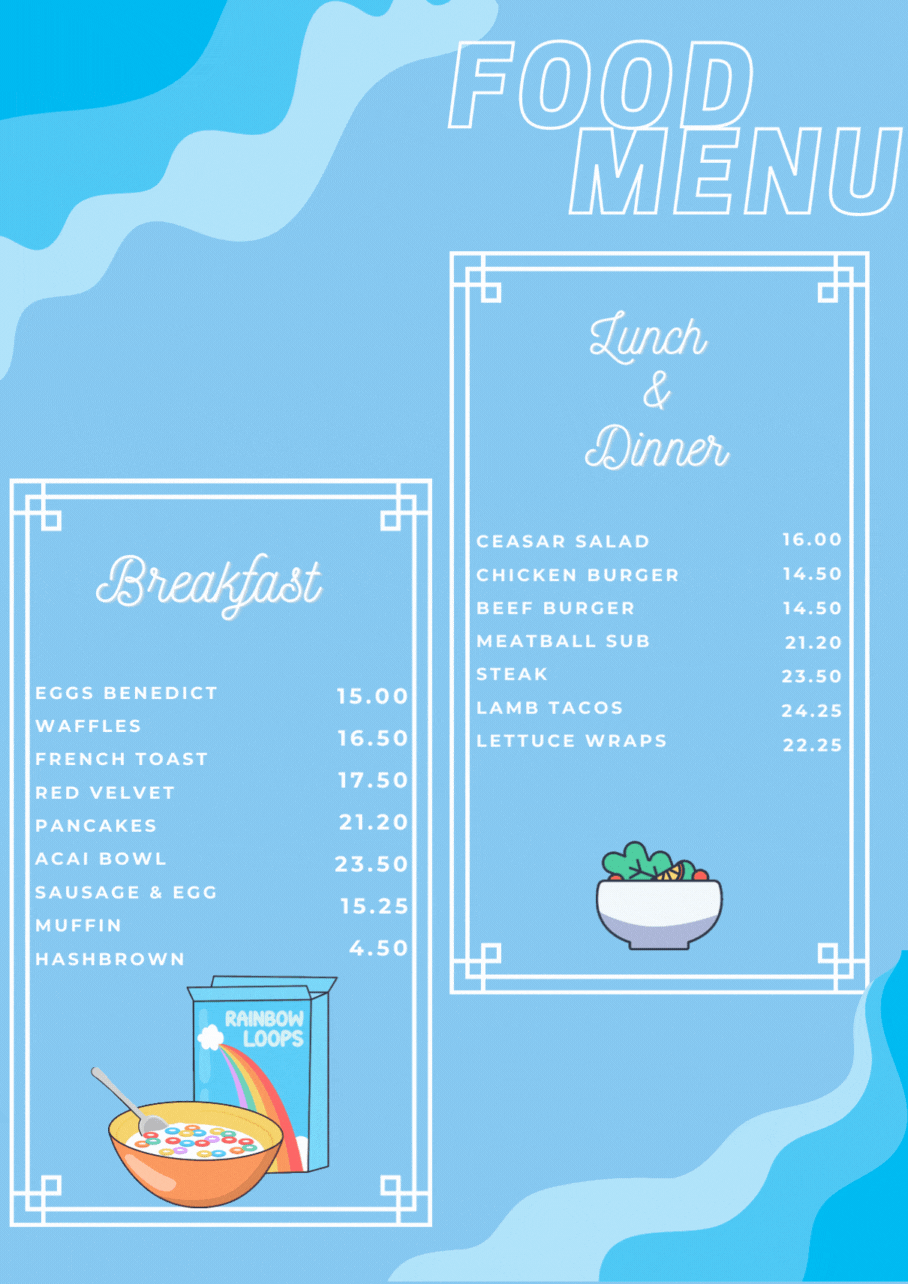 FOOD
MENU
Lunch
&
Dinner
CEASAR SALAD 16.00
CHICKEN BURGER 14.50
BEEF BURGER 14.50
MEATBALL SUB 21.20
STEAK 23.50
LAMB TACOS 24.25
LETTUCE WRAPS 22.25
Breakfast
EGGS BENEDICT
WAFFLES
FRENCH TOAST
RED VELVET
PANCAKES
ACAI BOWL
SAUSAGE & EGG
MUFFIN
HASHBROWN
15.00
16.50
17.50
21.20
23.50
15.25
4.50
RAINBOW
LOOPS